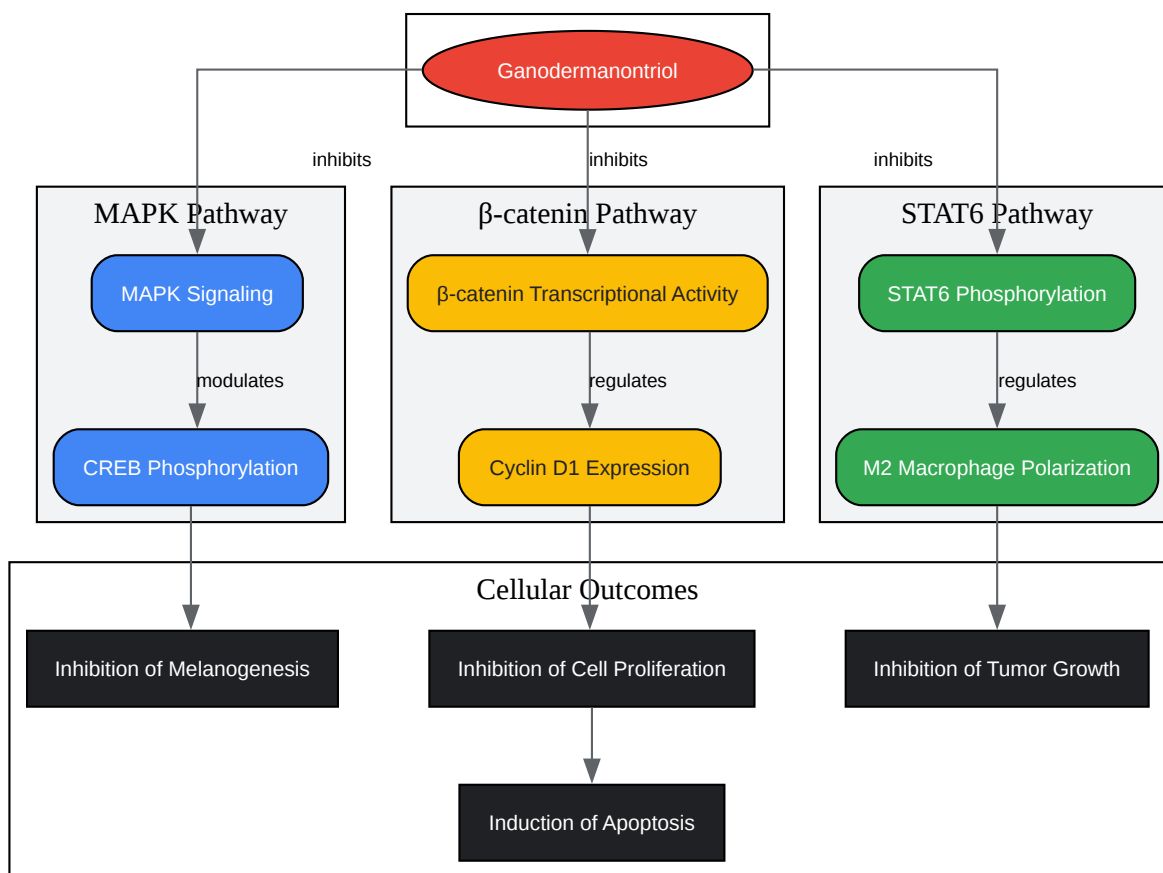 Ganodermanontriol
inhibits
inhibits
inhibits
MAPK Pathway
β-catenin Pathway
STAT6 Pathway
MAPK Signaling
β-catenin Transcriptional Activity
STAT6 Phosphorylation
modulates
regulates
regulates
CREB Phosphorylation
Cyclin D1 Expression
M2 Macrophage Polarization
Cellular Outcomes
Inhibition of Melanogenesis
Inhibition of Cell Proliferation
Inhibition of Tumor Growth
Induction of Apoptosis